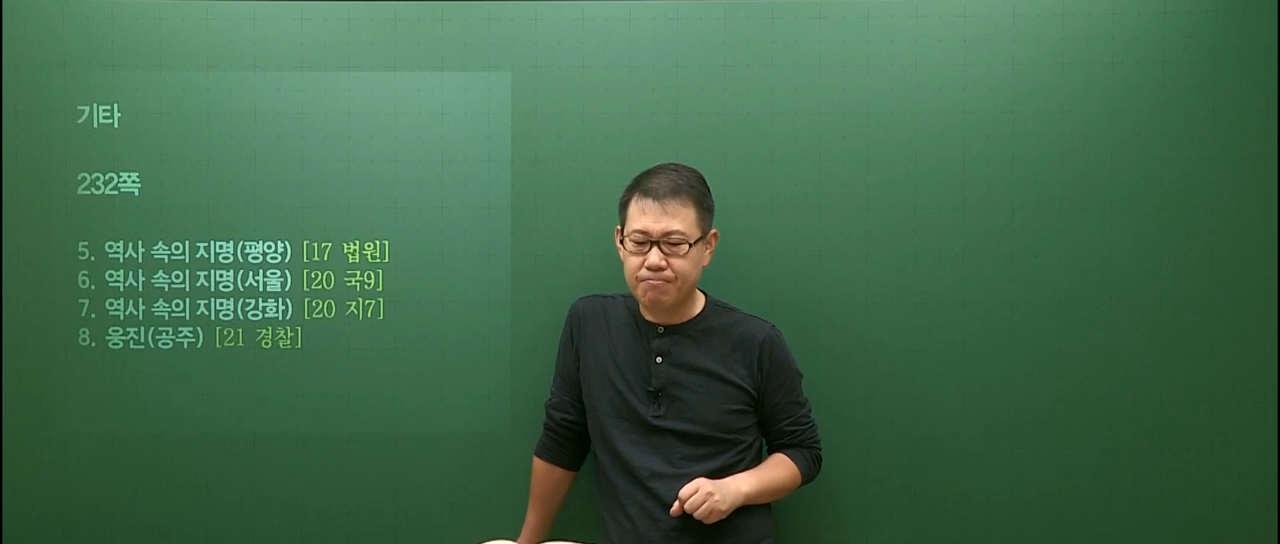 기타
232쪽
5. 역사 속의 지명(평양) [17 법원]
6. 역사 속의 지명(서울) [20 국9]
7. 역사 속의 지명(강화) [20 지7]
8. 웅진(공주) [21 경찰]